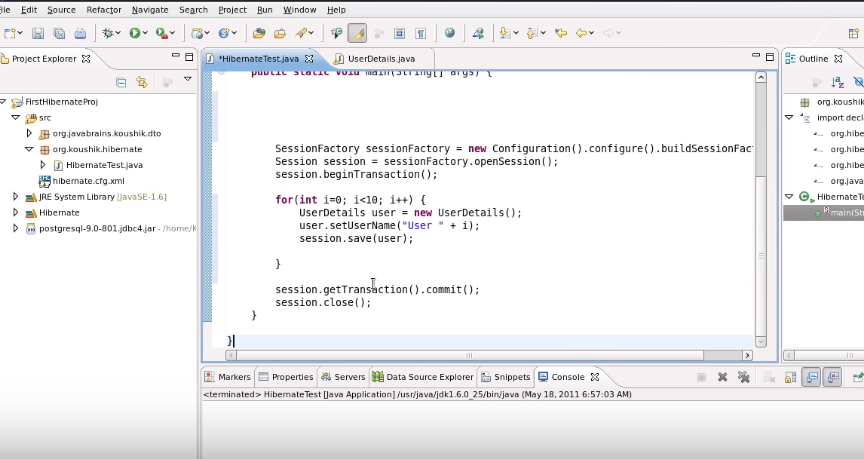 ile Edit Source Refactor Navigate Search Project Run Window Help
Project Explorer
*HibernateTest.java
UserDetails.java
Outline
FirstHibernateProj
src
org.javabrains.koushik.dto
org.koushik.hibernate
HibernateTest.java
hibernate.cfg.xml
JRE System Library [JavaSE-1.6]
Hibernate
postgresql-9.0-801.jdbc4.jar - /home/K
public static void main(String[] args) {
SessionFactory sessionFactory = new Configuration().configure().buildSessionFac
Session session = sessionFactory.openSession();
session.beginTransaction();
for(int i=0; i<10; i++) {
UserDetails user = new UserDetails();
user.setUserName("User " + i);
session.save(user);
}
session.getTransaction().commit();
session.close();
}
}
org.koushik
import decl
org.hibe
org.hibe
org.hibe
org.java
HibernateTe
main(Str
Markers Properties Servers Data Source Explorer Snippets Console
<terminated> HibernateTest [Java Application] /usr/java/jdk1.6.0_25/bin/java (May 18, 2011 6:57:03 AM)